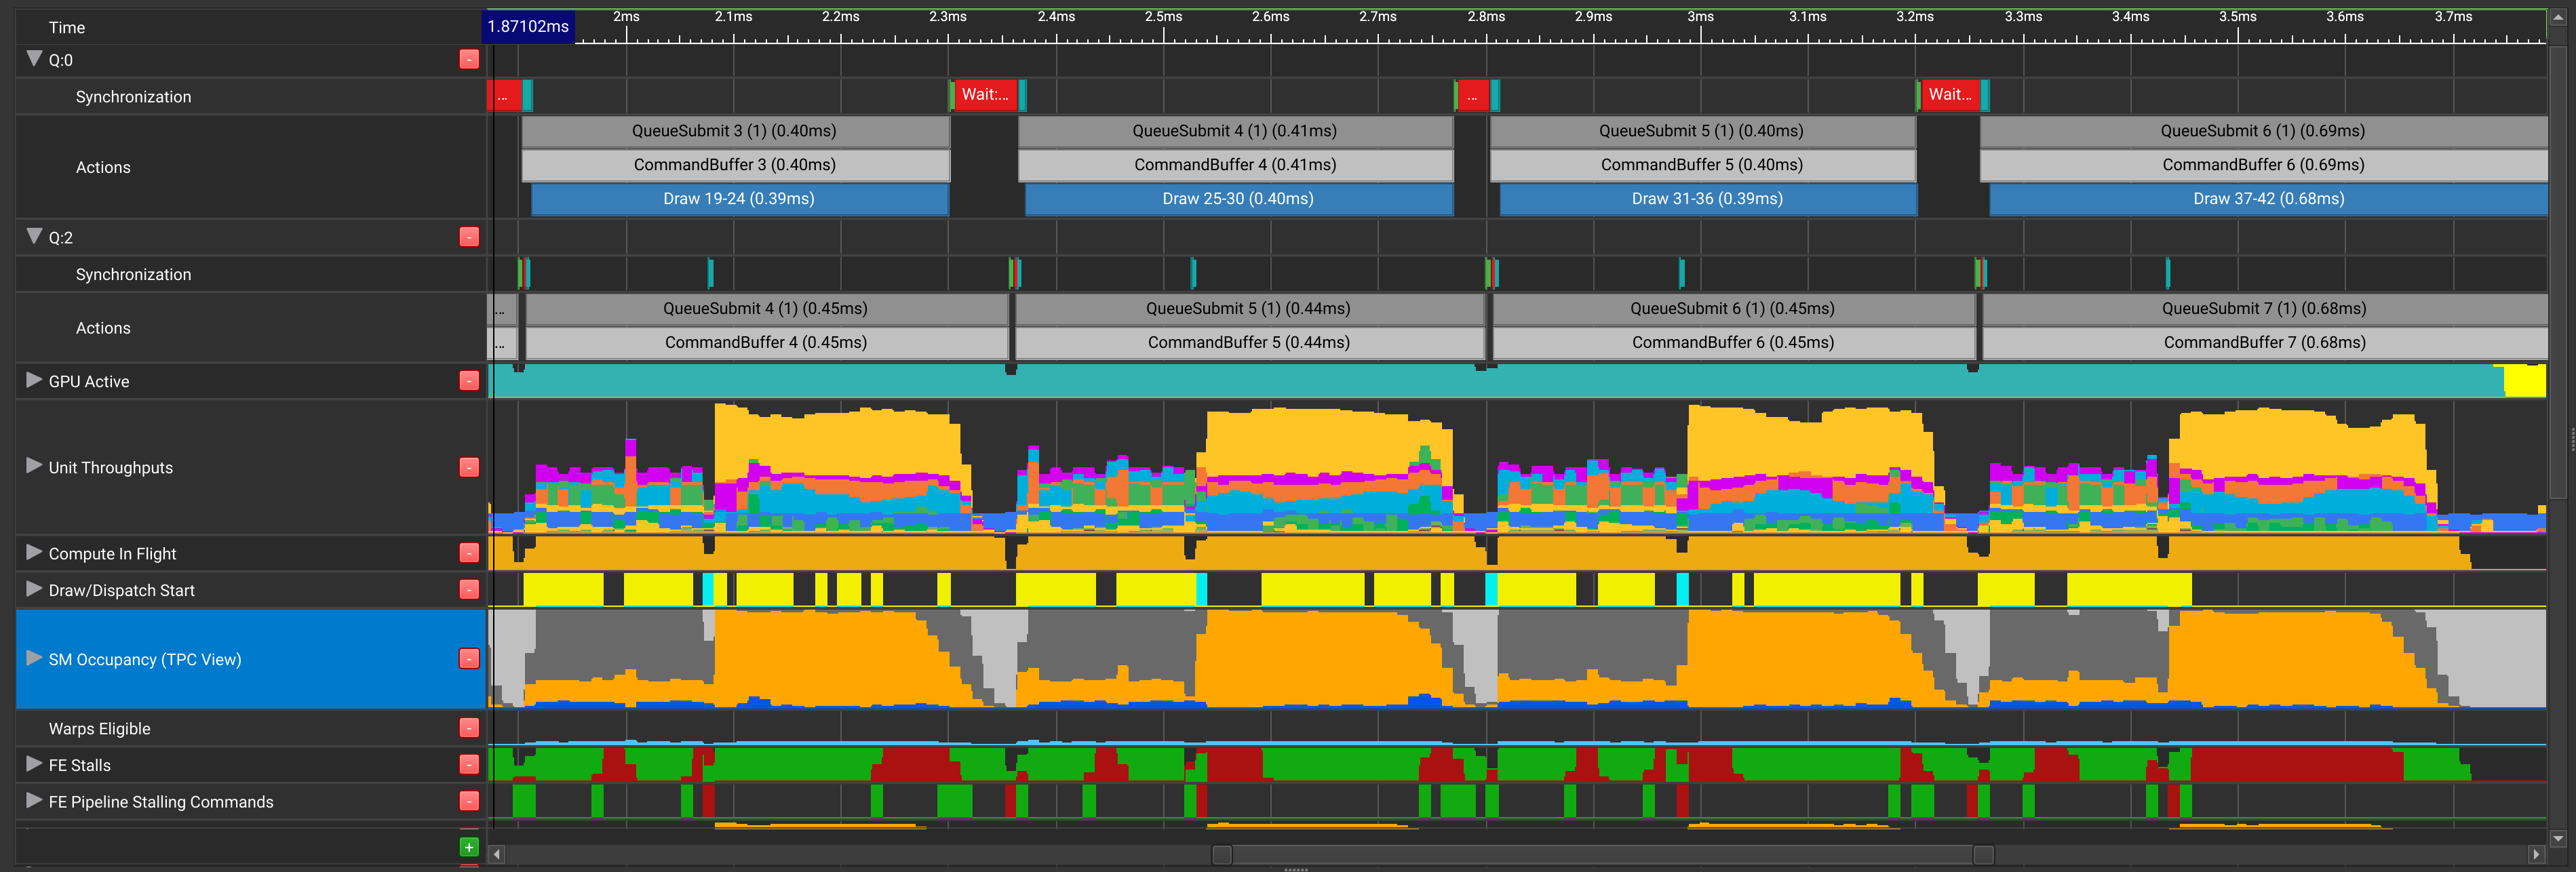 Time
1.87102ms 2ms 2.1ms 2.2ms 2.3ms 2.4ms 2.5ms 2.6ms 2.7ms 2.8ms 2.9ms 3ms 3.1ms 3.2ms 3.3ms 3.4ms 3.5ms 3.6ms 3.7ms
Q:0
Synchronization
... Wait:... ... Wait...
Actions
QueueSubmit 3 (1) (0.40ms) QueueSubmit 4 (1) (0.41ms) QueueSubmit 5 (1) (0.40ms) QueueSubmit 6 (1) (0.69ms)
CommandBuffer 3 (0.40ms) CommandBuffer 4 (0.41ms) CommandBuffer 5 (0.40ms) CommandBuffer 6 (0.69ms)
Draw 19-24 (0.39ms) Draw 25-30 (0.40ms) Draw 31-36 (0.39ms) Draw 37-42 (0.68ms)
Q:2
Synchronization
Actions
... QueueSubmit 4 (1) (0.45ms) QueueSubmit 5 (1) (0.44ms) QueueSubmit 6 (1) (0.45ms) QueueSubmit 7 (1) (0.68ms)
... CommandBuffer 4 (0.45ms) CommandBuffer 5 (0.44ms) CommandBuffer 6 (0.45ms) CommandBuffer 7 (0.68ms)
GPU Active
Unit Throughputs
Compute In Flight
Draw/Dispatch Start
SM Occupancy (TPC View)
Warps Eligible
FE Stalls
FE Pipeline Stalling Commands